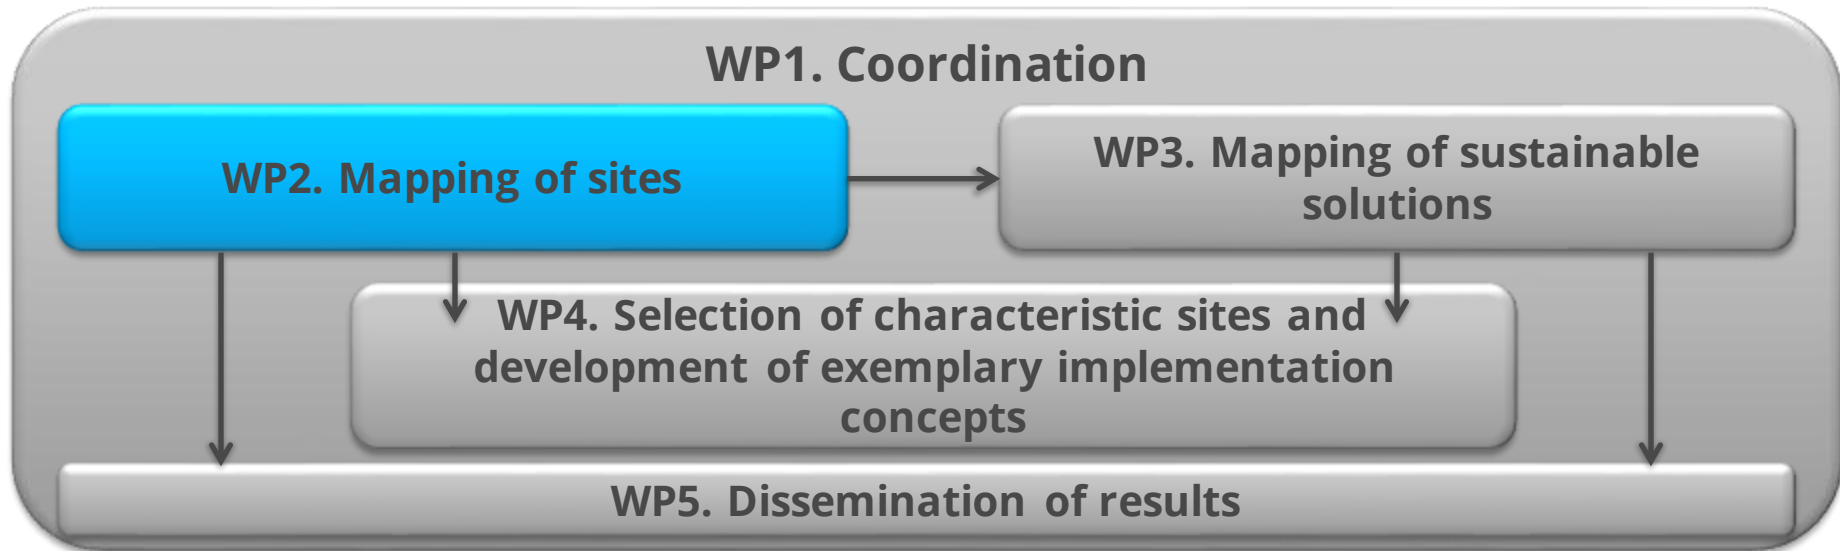 WP1. Coordination
WP2. Mapping of sites
WP3. Mapping of sustainable
solutions
WP4. Selection of characteristic sites and
development of exemplary implementation
concepts
WP5. Dissemination of results